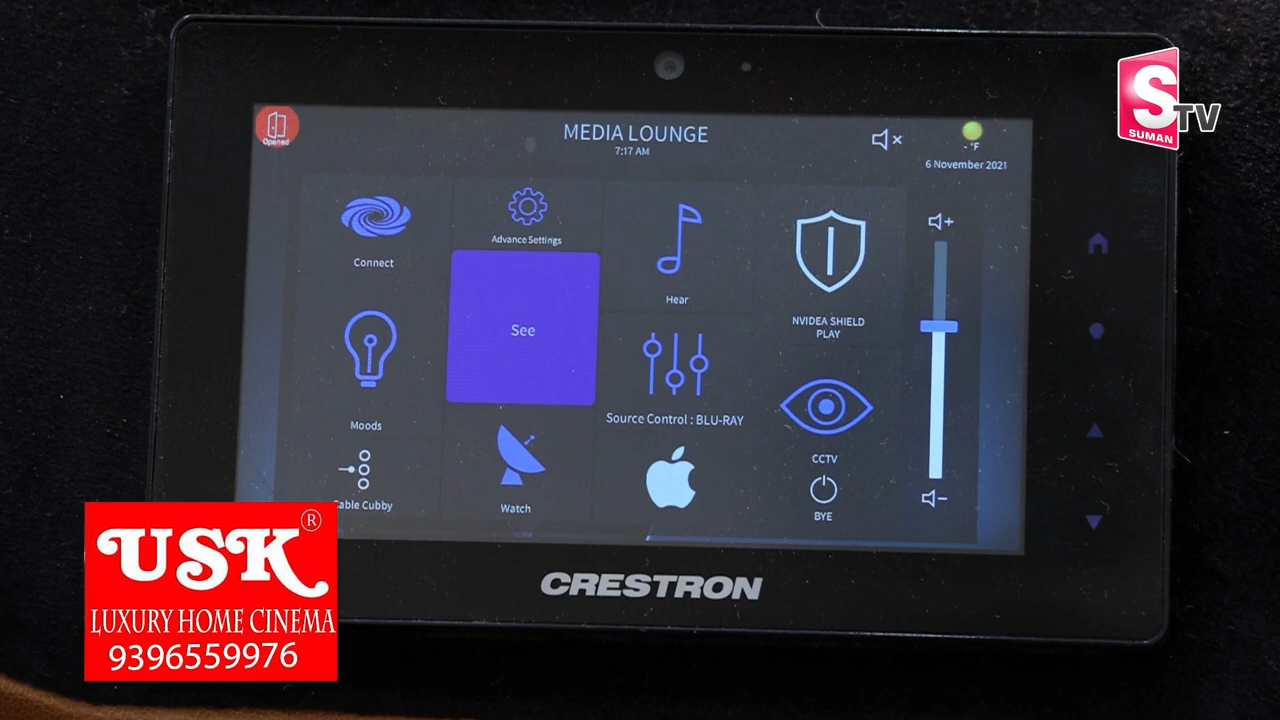 S
TV
SUMAN
Opened
MEDIA LOUNGE
7:17 AM
- °F
6 November 2021
Connect
Advance Settings
Hear
NVIDEA SHIELD
PLAY
See
Moods
Source Control : BLU-RAY
CCTV
able Cubby
Watch
BYE
CRESTRON
USK®
LUXURY HOME CINEMA
9396559976